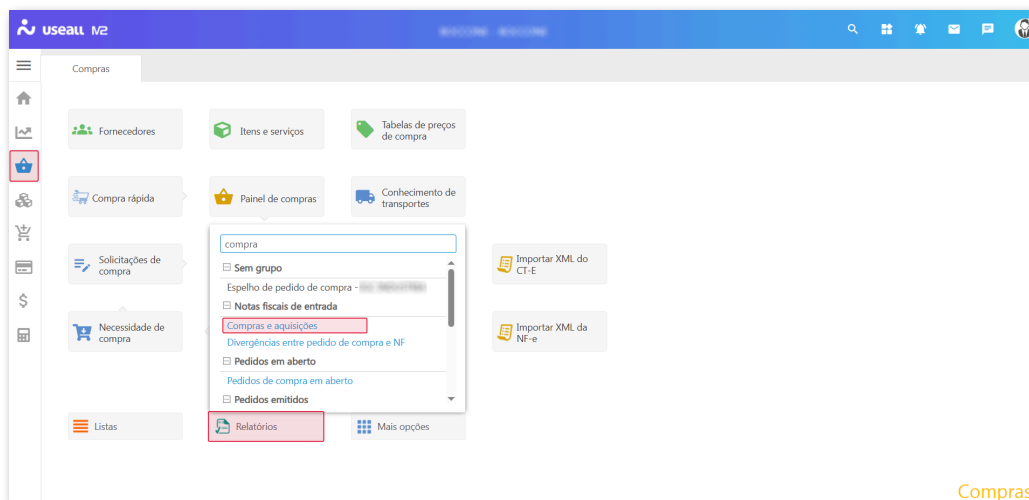 useall M2
Compras
Fornecedores
Itens e serviços
Tabelas de preços
de compra
Compra rápida
Painel de compras
Conhecimento de
transportes
Solicitações de
compra
compra
Sem grupo
Espelho de pedido de compra -
Notas fiscais de entrada
Compras e aquisições
Divergências entre pedido de compra e NF
Pedidos em aberto
Pedidos de compra em aberto
Pedidos emitidos
Importar XML do
CT-E
Necessidade de
compra
Importar XML da
NF-e
Listas
Relatórios
Mais opções
Compras